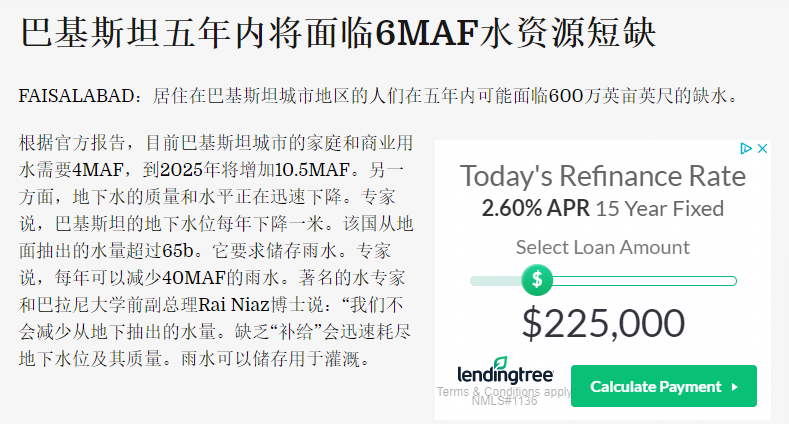 巴基斯坦五年内将面临6MAF水资源短缺
FAISALABAD：居住在巴基斯坦城市地区的人们在五年内可能面临600万英亩英尺的缺水。
根据官方报告，目前巴基斯坦城市的家庭和商业用
水需要4MAF，到2025年将增加10.5MAF。另一
方面，地下水的质量和水平正在迅速下降。专家
说，巴基斯坦的地下水位每年下降一米。该国从地
面抽出的水量超过65b。它要求储存雨水。专家
说，每年可以减少40MAF的雨水。著名的水专家
和巴拉尼大学前副总理Rai Niaz博士说：“我们不
会减少从地下抽出的水量。缺乏“补给”会迅速耗尽
地下水位及其质量。雨水可以储存用于灌溉。
Today's Refinance Rate
2.60% APR 15 Year Fixed
Select Loan Amount
$
$225,000
lendingtree
Calculate Payment
Terms & Conditions apply
NMLS#1136